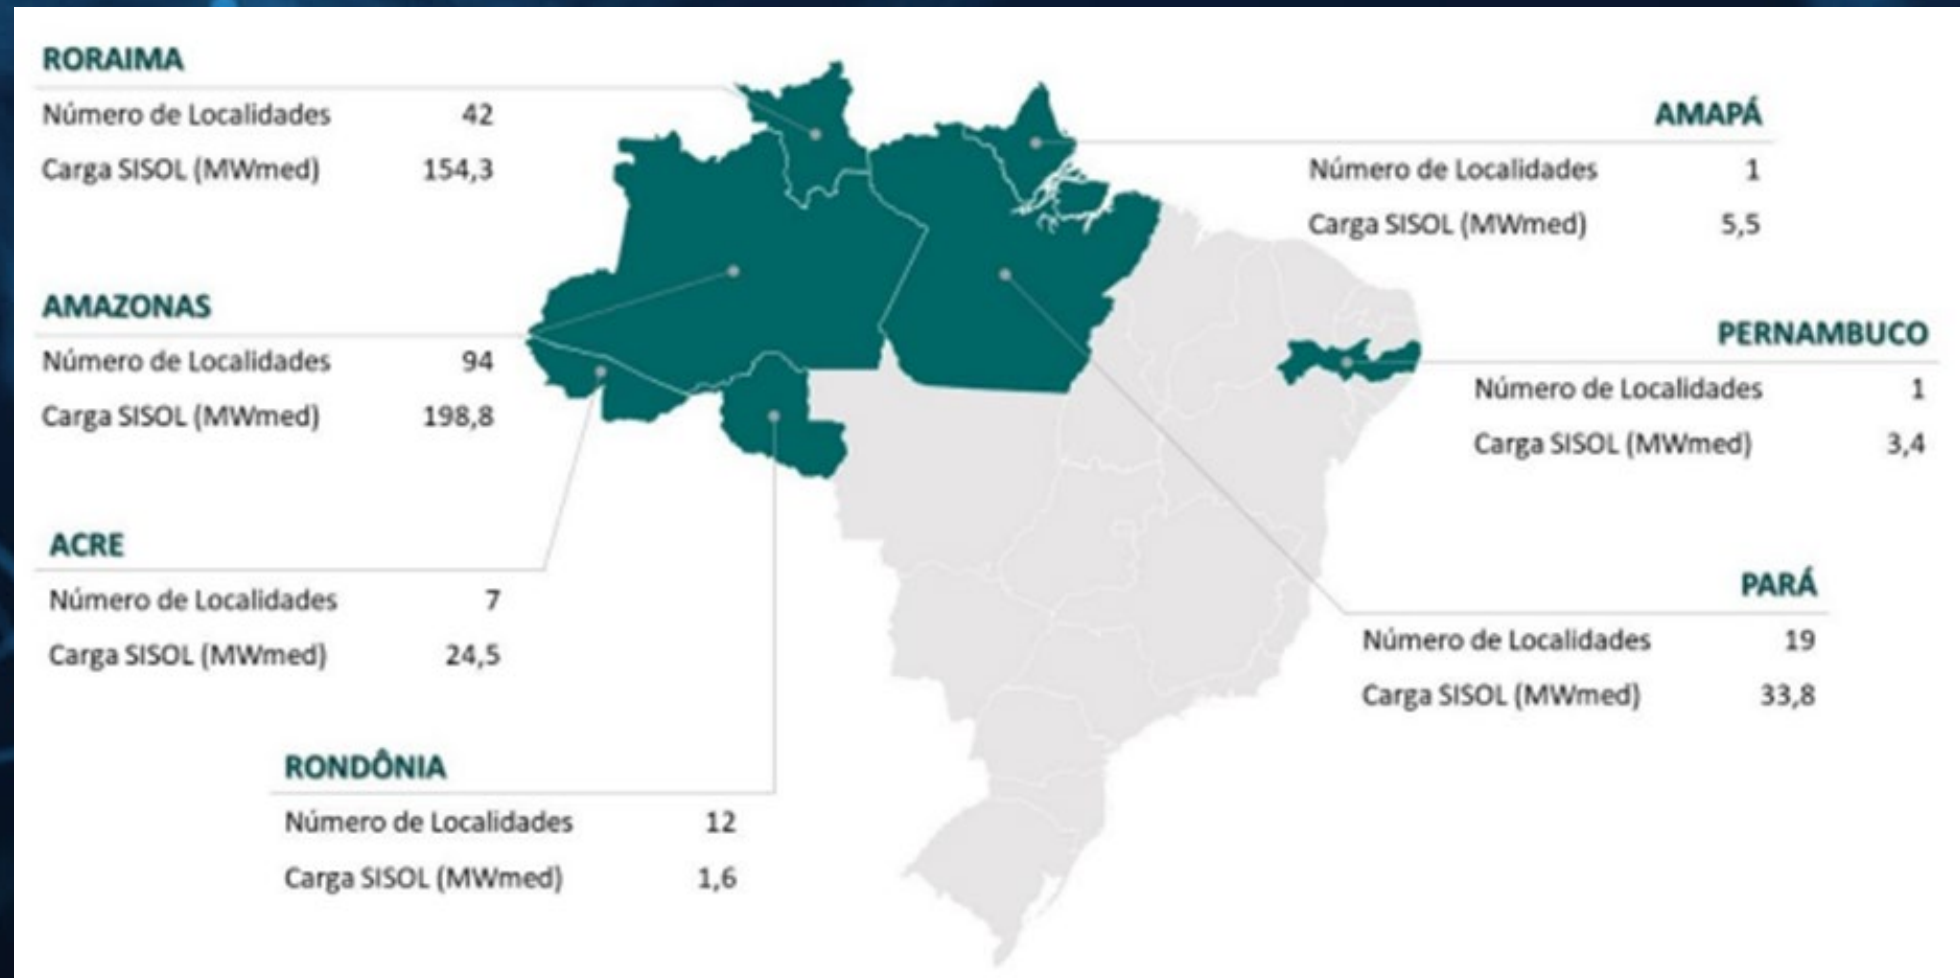 RORAIMA
Número de Localidades 42
Carga SISOL (MWmed) 154,3
AMAZONAS
Número de Localidades 94
Carga SISOL (MWmed) 198,8
ACRE
Número de Localidades 7
Carga SISOL (MWmed) 24,5
RONDÔNIA
Número de Localidades 12
Carga SISOL (MWmed) 1,6
AMAPÁ
Número de Localidades 1
Carga SISOL (MWmed) 5,5
PERNAMBUCO
Número de Localidades 1
Carga SISOL (MWmed) 3,4
PARÁ
Número de Localidades 19
Carga SISOL (MWmed) 33,8